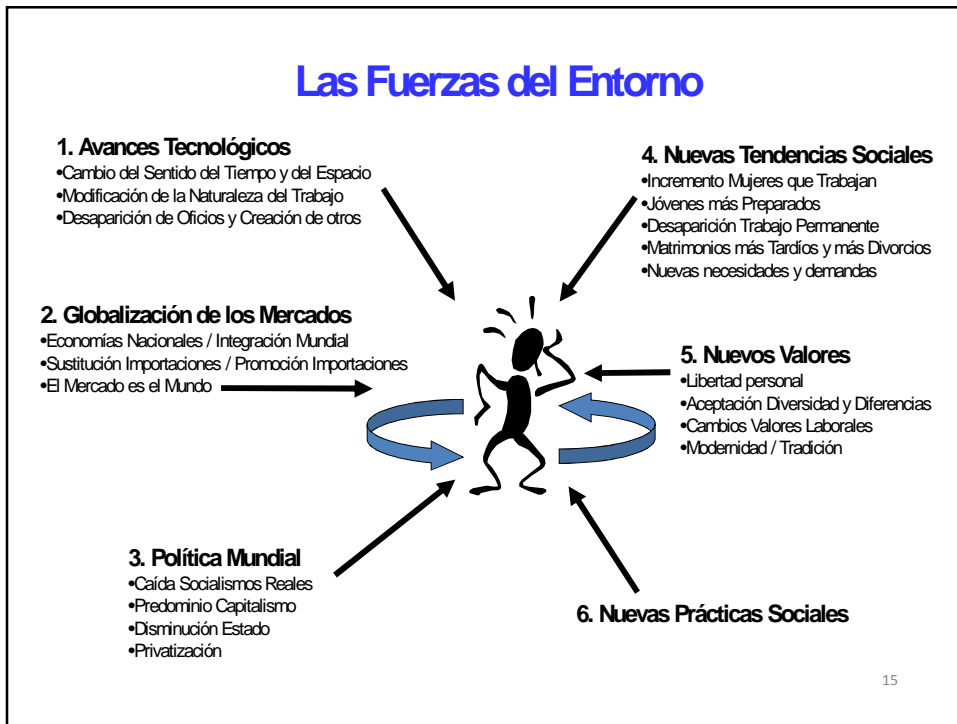 Las Fuerzas del Entorno
1. Avances Tecnológicos
•Cambio del Sentido del Tiempo y del Espacio
•Modificación de la Naturaleza del Trabajo
•Desaparición de Oficios y Creación de otros
2. Globalización de los Mercados
•Economías Nacionales / Integración Mundial
•Sustitución Importaciones / Promoción Importaciones
•El Mercado es el Mundo
3. Política Mundial
•Caída Socialismos Reales
•Predominio Capitalismo
•Disminución Estado
•Privatización
4. Nuevas Tendencias Sociales
•Incremento Mujeres que Trabajan
•Jóvenes más Preparados
•Desaparición Trabajo Permanente
•Matrimonios más Tardíos y más Divorcios
•Nuevas necesidades y demandas
5. Nuevos Valores
•Libertad personal
•Aceptación Diversidad y Diferencias
•Cambios Valores Laborales
•Modernidad / Tradición
6. Nuevas Prácticas Sociales
15